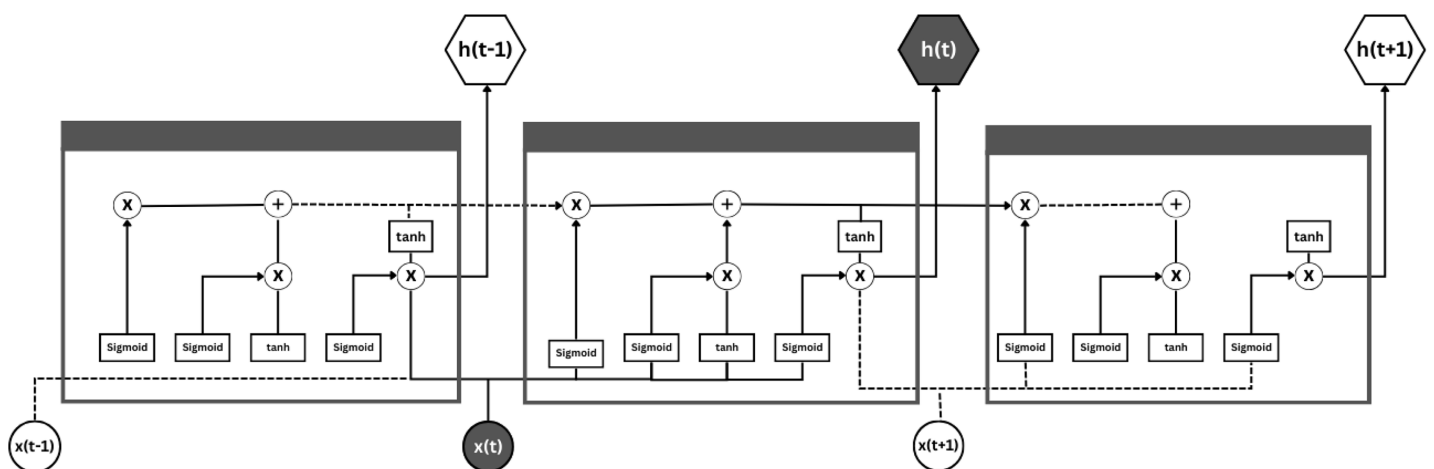 h(t-1)
h(t)
h(t+1)
X
+
X
+
X
+
tanh
tanh
tanh
X
X
X
X
X
X
Sigmoid
Sigmoid
tanh
Sigmoid
Sigmoid
Sigmoid
tanh
Sigmoid
Sigmoid
Sigmoid
tanh
Sigmoid
x(t-1)
x(t)
x(t+1)